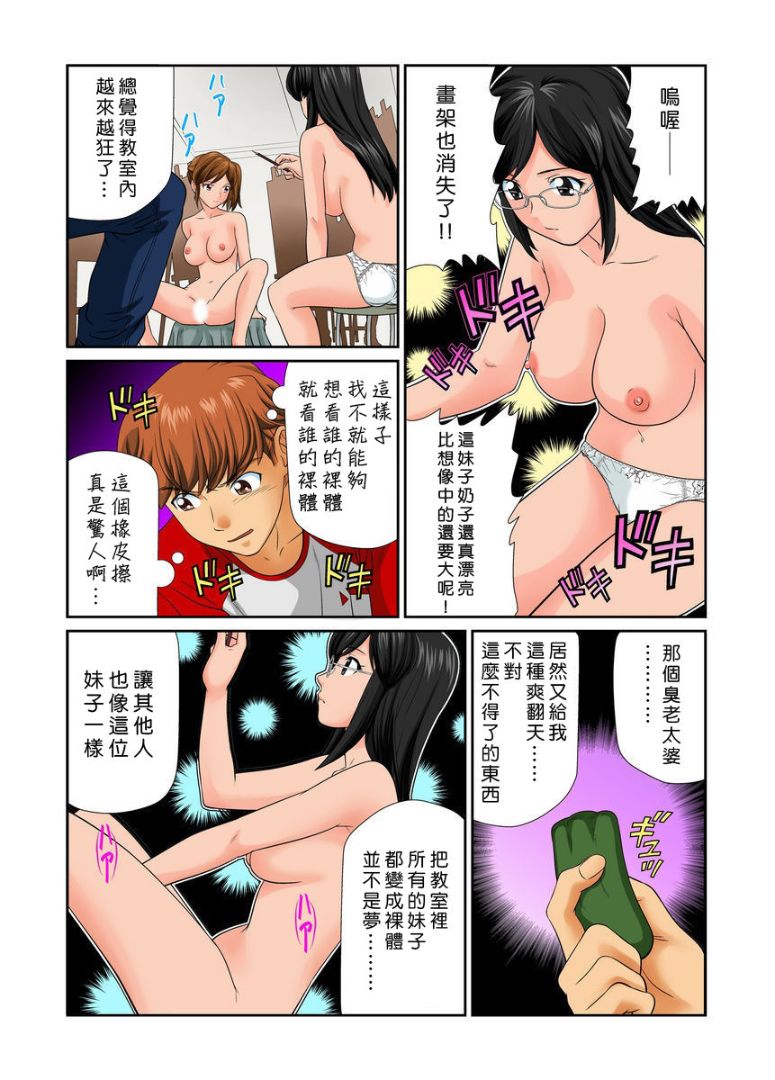 嗚喔——
畫架也消失了!!
ドキ
ドキ
ドキ
這妹子奶子還真漂亮
比想像中的還要大呢!
ドキ
ハァ
ハァ
總覺得教室內
越來越狂了…
ドキ
ドキ
這樣子
我不就能夠
想看誰的裸體
就看誰的裸體
這個橡皮擦
真是驚人啊…
ドキ
ドキ
那個臭老太婆
…………
居然又給我
這種爽翻天……
不對
這麼不得了的東西
ギュッ
讓其他人
也像這位
妹子一樣
ハァ
ハァ
把教室裡
所有的妹子
都變成裸體
並不是夢………